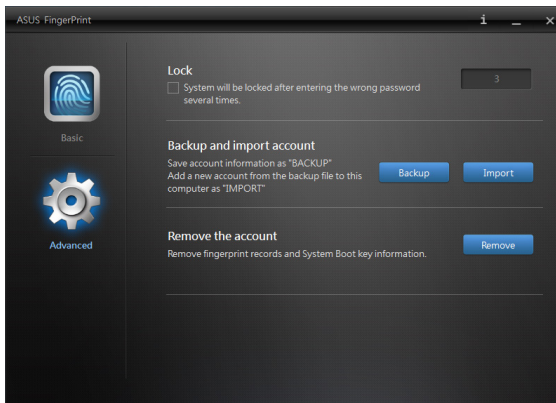 ASUS FingerPrint
i
Basic
Advanced
Lock
System will be locked after entering the wrong password
several times.
3
Backup and import account
Save account information as "BACKUP"
Add a new account from the backup file to this
computer as "IMPORT"
Backup
Import
Remove the account
Remove fingerprint records and System Boot key information.
Remove